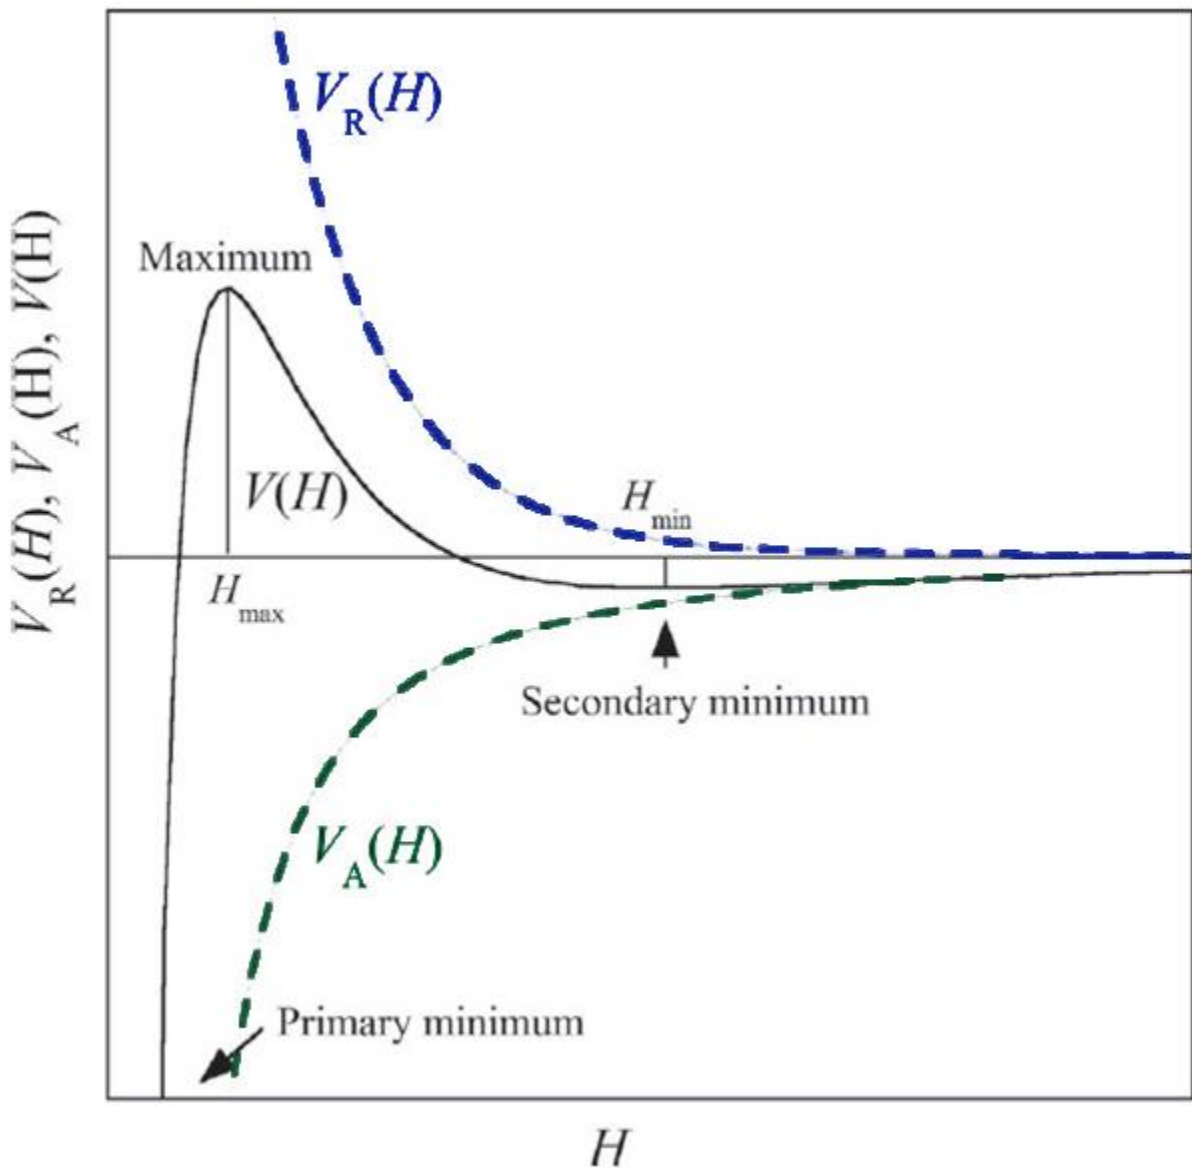 V_R(H)
Maximum
V_R(H), V_A(H), V(H)
V(H)
H_min
H_max
Secondary minimum
V_A(H)
Primary minimum
H